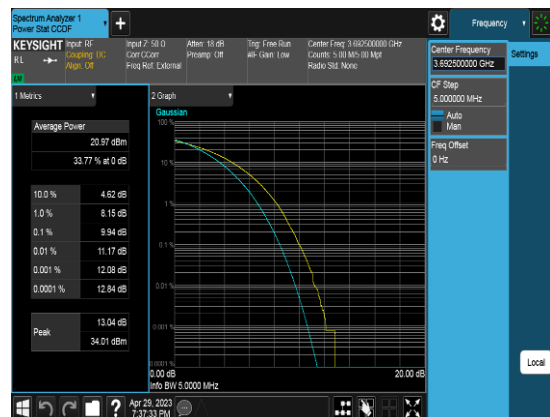 Spectrum Analyzer 1
Power Stat CCDF
+
Frequency
KEYSIGHT
RL
Input: RF
Coupling: DC
Align: Off
Input Z: 50 Ω
Corr CCorr
Freq Ref: External
Atten: 18 dB
Preamp: Off
Trig: Free Run
#IF Gain: Low
Center Freq: 3.692500000 GHz
Counts: 5.00 M/5.00 Mpt
Radio Std: None
Center Frequency
3.692500000 GHz
Settings
CF Step
5.000000 MHz
Auto
Man
Freq Offset
0 Hz
1 Metrics
Average Power
20.97 dBm
33.77 % at 0 dB
10.0 % 4.62 dB
1.0 % 8.15 dB
0.1 % 9.94 dB
0.01 % 11.17 dB
0.001 % 12.08 dB
0.0001 % 12.84 dB
Peak
13.04 dB
34.01 dBm
2 Graph
Gaussian
100 %
10 %
1 %
0.1 %
0.01 %
0.001 %
0.0001 %
0.00 dB 20.00 dB
Info BW 5.0000 MHz
Local
?
Apr 29, 2023
7:37:33 PM